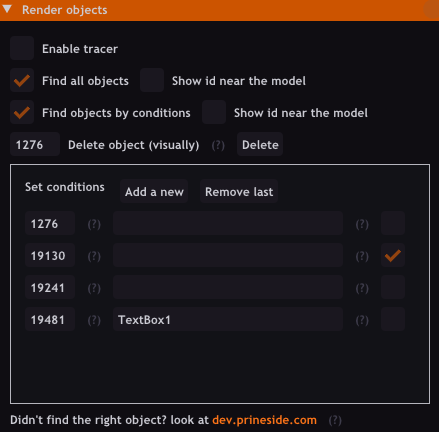 Render objects
Enable tracer
Find all objects Show id near the model
Find objects by conditions Show id near the model
1276 Delete object (visually) (?) Delete
Set conditions Add a new Remove last
1276 (?) (?)
19130 (?) (?)
19241 (?) (?)
19481 (?) TextBox1 (?)
Didn't find the right object? look at dev.prineside.com (?)